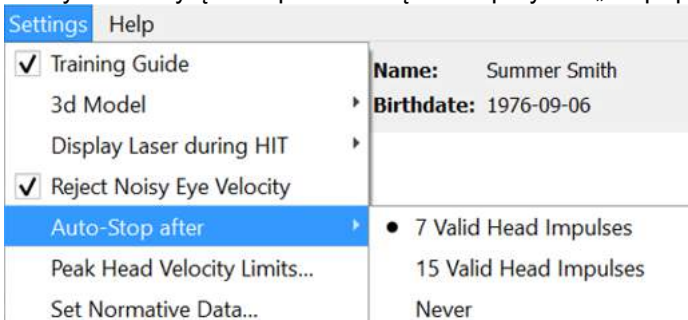 Settings Help
✓ Training Guide
3d Model
Display Laser during HIT
✓ Reject Noisy Eye Velocity
Auto-Stop after
Peak Head Velocity Limits...
Set Normative Data...
Name: Summer Smith
Birthdate: 1976-09-06
• 7 Valid Head Impulses
15 Valid Head Impulses
Never